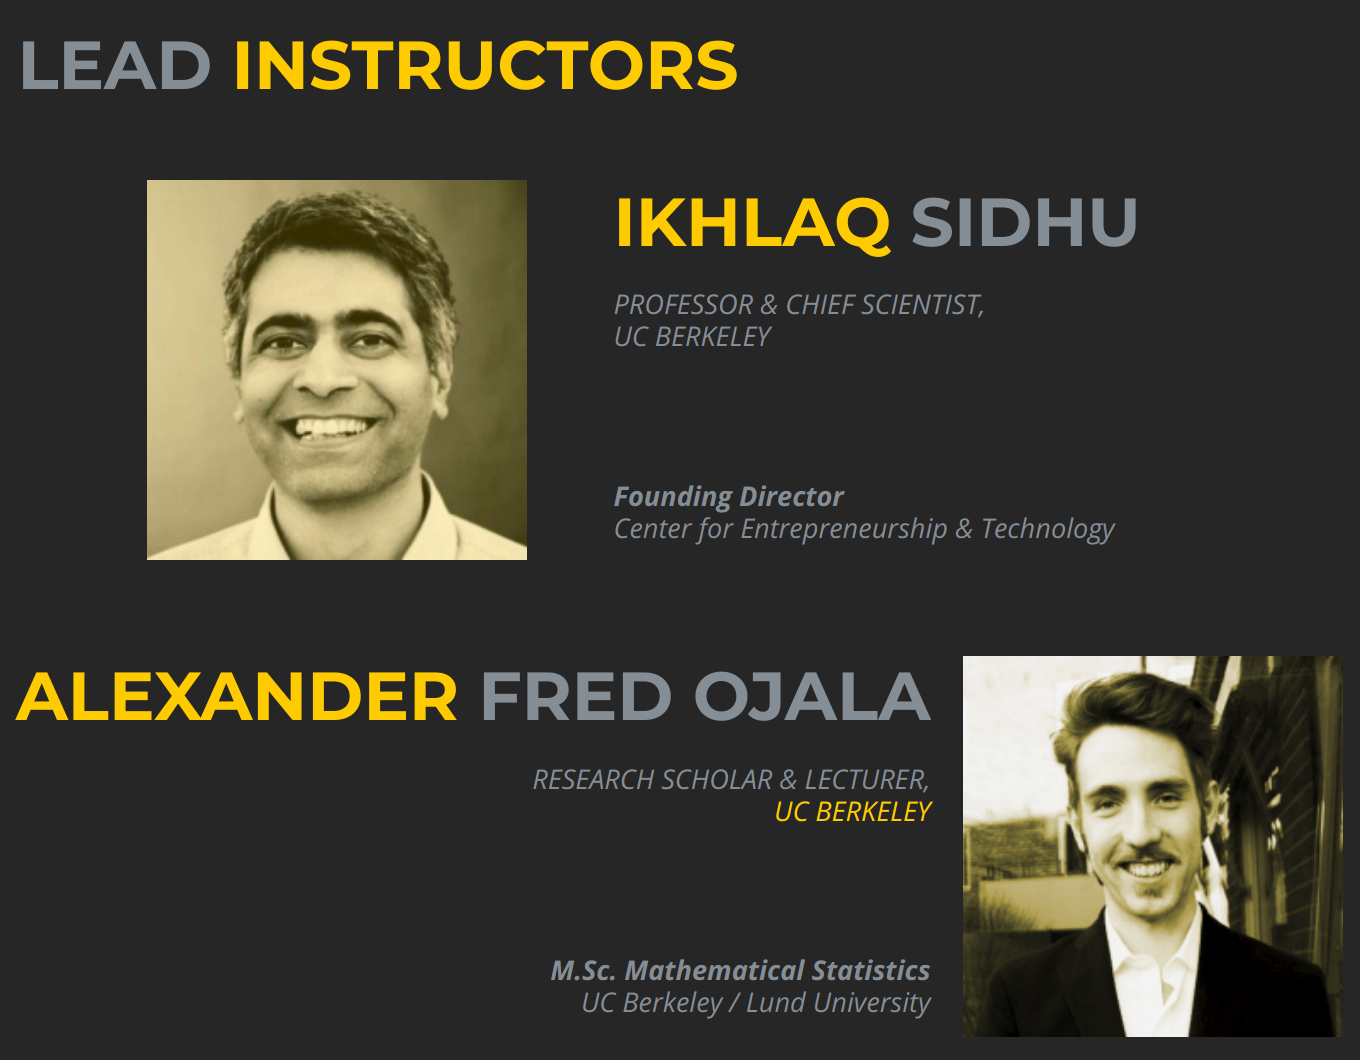 LEAD INSTRUCTORS
IKHLAQ SIDHU
PROFESSOR & CHIEF SCIENTIST,
UC BERKELEY
Founding Director
Center for Entrepreneurship & Technology
ALEXANDER FRED OJALA
RESEARCH SCHOLAR & LECTURER,
UC BERKELEY
M.Sc. Mathematical Statistics
UC Berkeley / Lund University